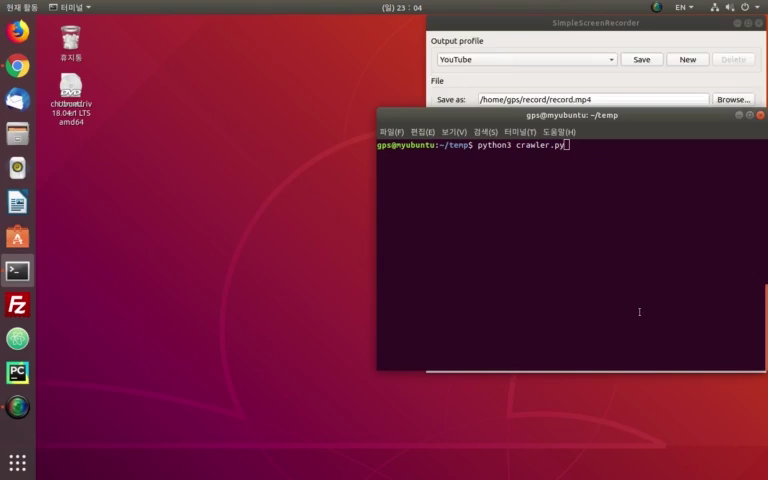 현재 활동
터미널
(일) 23 : 04
EN
휴지통
18.04.1 LTS
amd64
SimpleScreenRecorder
Output profile
YouTube
Save
New
Delete
File
Save as:
/home/gps/record/record.mp4
Browse...
gps@myubuntu: ~/temp
파일(F) 편집(E) 보기(V) 검색(S) 터미널(T) 도움말(H)
gps@myubuntu:~/temp$ python3 crawler.py